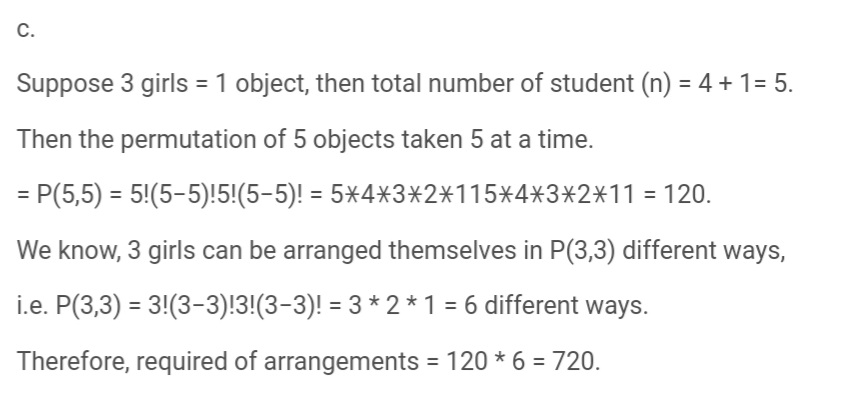 c.
Suppose 3 girls = 1 object, then total number of student (n) = 4 + 1= 5.
Then the permutation of 5 objects taken 5 at a time.
= P(5,5) = 5!(5−5)!5!(5−5)! = 5∗4∗3∗2∗115∗4∗3∗2∗11 = 120.
We know, 3 girls can be arranged themselves in P(3,3) different ways,
i.e. P(3,3) = 3!(3−3)!3!(3−3)! = 3 * 2 * 1 = 6 different ways.
Therefore, required of arrangements = 120 * 6 = 720.